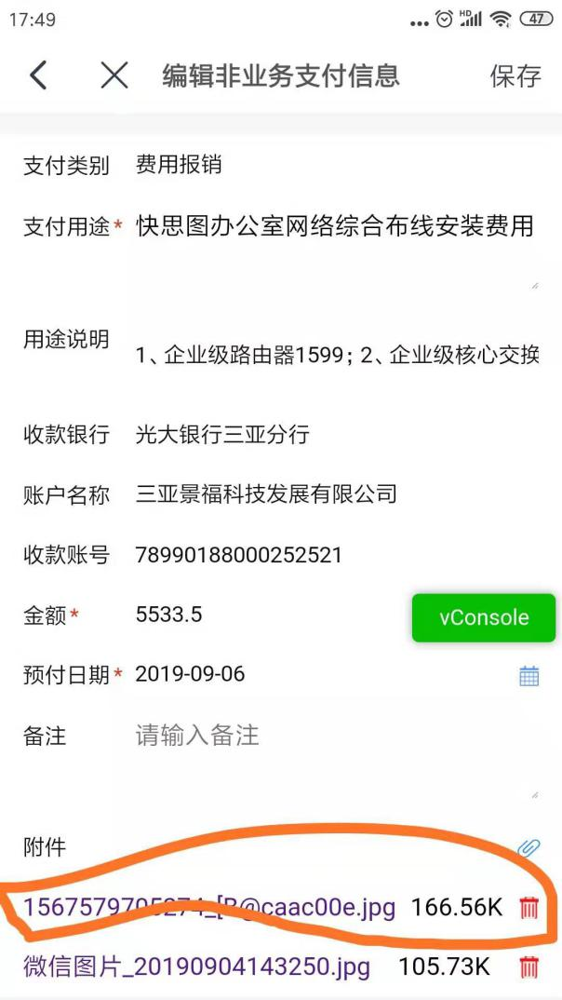 17:49
HD
47
编辑非业务支付信息
保存
支付类别 费用报销
支付用途* 快思图办公室网络综合布线安装费用
用途说明 1、企业级路由器1599；2、企业级核心交换
收款银行 光大银行三亚分行
账户名称 三亚景福科技发展有限公司
收款账号 78990188000252521
金额* 5533.5
vConsole
预付日期* 2019-09-06
备注 请输入备注
附件
1567579705274_[B@caac00e.jpg 166.56K
微信图片_20190904143250.jpg 105.73K